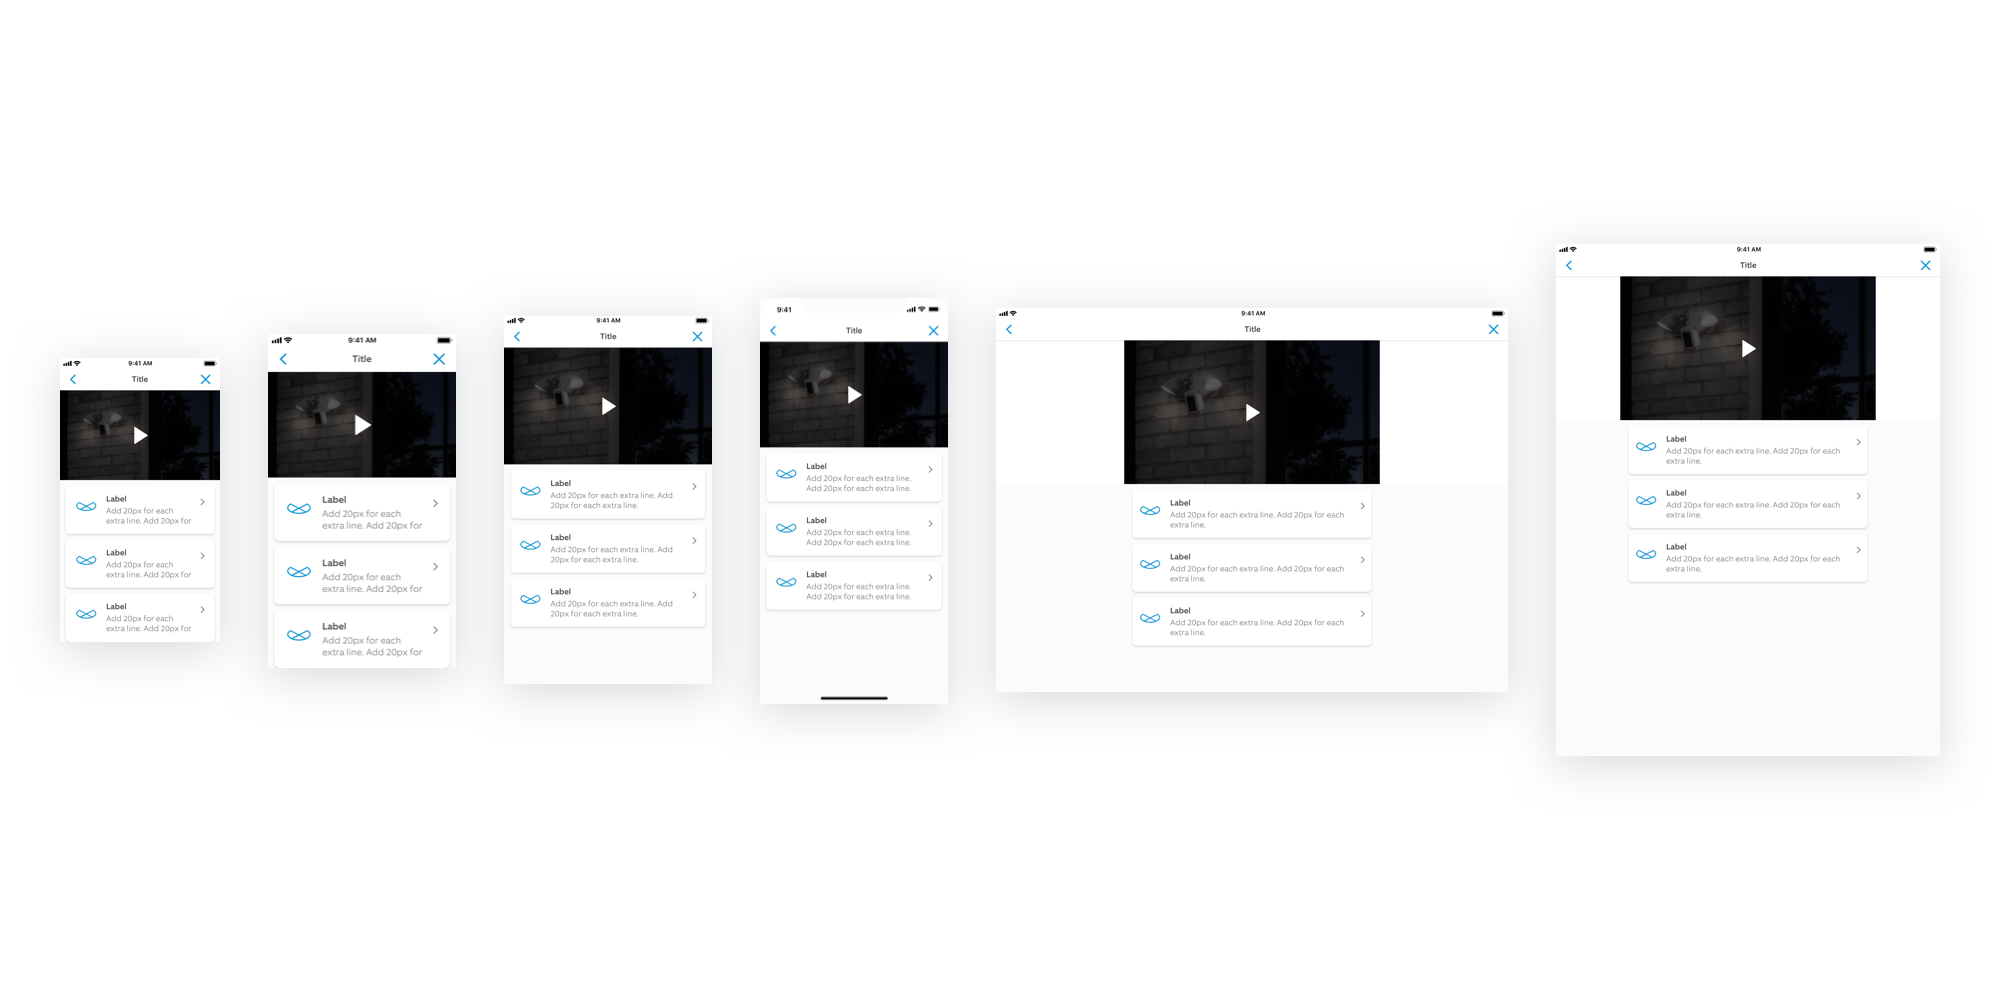 9:41 AM
Title
Label
Add 20px for each
extra line. Add 20px for
Label
Add 20px for each
extra line. Add 20px for
Label
Add 20px for each
extra line. Add 20px for
9:41 AM
Title
Label
Add 20px for each
extra line. Add 20px for
Label
Add 20px for each
extra line. Add 20px for
Label
Add 20px for each
extra line. Add 20px for
9:41 AM
Title
Label
Add 20px for each extra line. Add
20px for each extra line.
Label
Add 20px for each extra line. Add
20px for each extra line.
Label
Add 20px for each extra line. Add
20px for each extra line.
9:41
Title
Label
Add 20px for each extra line.
Add 20px for each extra line.
Label
Add 20px for each extra line.
Add 20px for each extra line.
Label
Add 20px for each extra line.
Add 20px for each extra line.
9:41 AM
Title
Label
Add 20px for each extra line. Add 20px for each
extra line.
Label
Add 20px for each extra line. Add 20px for each
extra line.
Label
Add 20px for each extra line. Add 20px for each
extra line.
9:41 AM
Title
Label
Add 20px for each extra line. Add 20px for each
extra line.
Label
Add 20px for each extra line. Add 20px for each
extra line.
Label
Add 20px for each extra line. Add 20px for each
extra line.